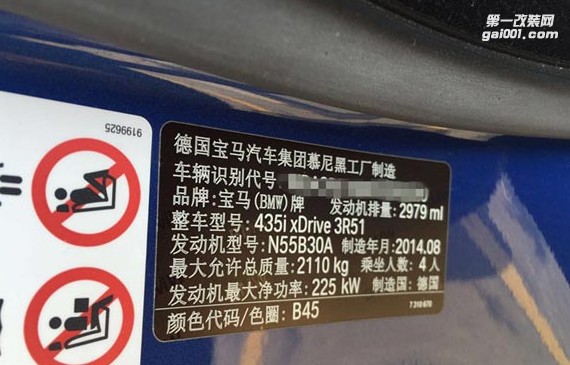 第一改装网
gai001.com
9199625
德国宝马汽车集团慕尼黑工厂制造
车辆识别代号
品牌: 宝马(BMW)牌 发动机排量: 2979 ml
整车型号: 435i xDrive 3R51
发动机型号: N55B30A 制造年月: 2014.08
最大允许总质量: 2110 kg 乘坐人数: 4 人
发动机最大净功率: 225 kW 制造国: 德国
颜色代码/色圈: B45
7 310 670